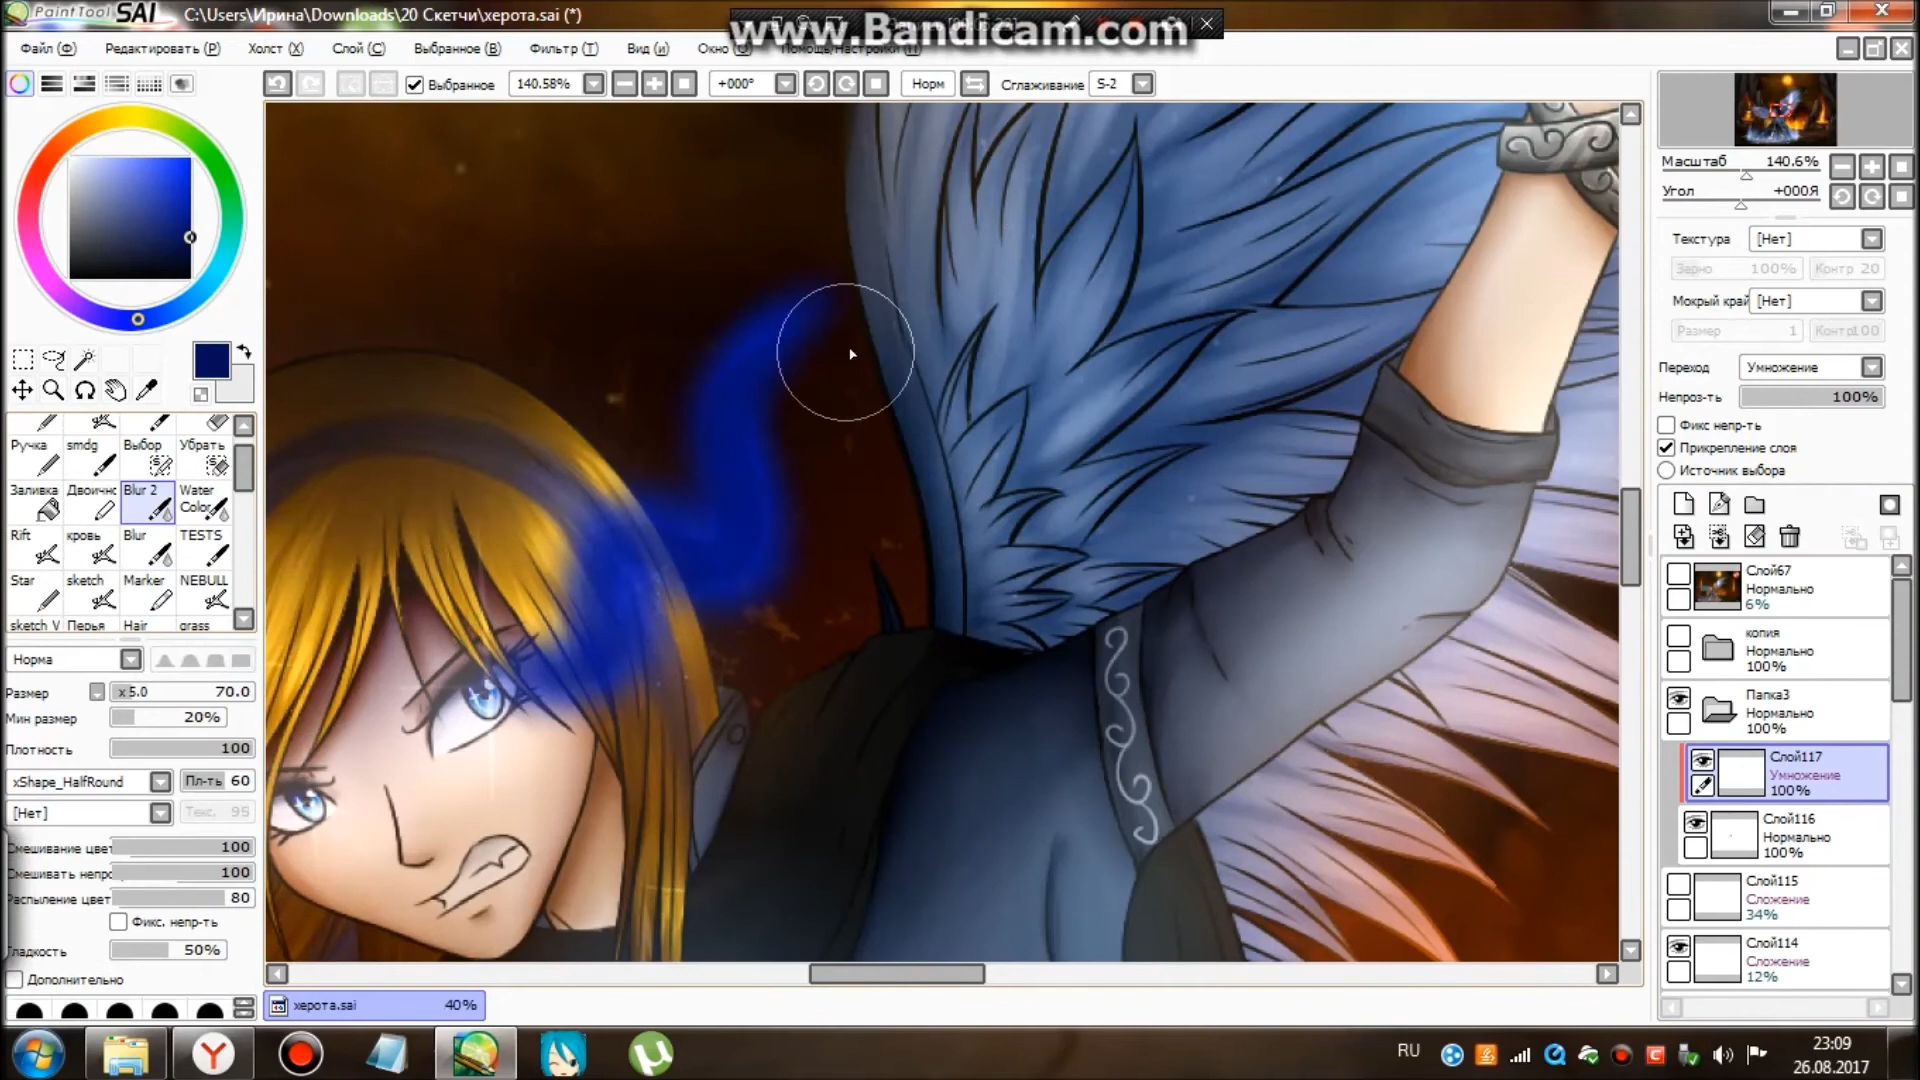 PaintTool SAI
C:\Users\Ирина\Downloads\20 Скетчи\херота.sai (*)
www.Bandicam.com
Файл (Ф)
Редактировать (Р)
Холст (X)
Слой (С)
Выбранное (В)
Фильтр (Т)
Вид (и)
Окно (О)
Помощь/Настройки (П)
Выбранное
140.58%
+000°
Норм
Сглаживание
S-2
Масштаб
140.6%
Угол
+000Я
Текстура
[Нет]
Зерно
100%
Контр 20
Мокрый край
[Нет]
Размер
1
Контр100
Переход
Умножение
Непроз-ть
100%
Фикс непр-ть
Прикрепление слоя
Источник выбора
Слой67
Нормально
6%
копия
Нормально
100%
Папка3
Нормально
100%
Слой117
Умножение
100%
Слой116
Нормально
100%
Слой115
Сложение
34%
Слой114
Сложение
12%
Ручка
smdg
Выбор
Убрать
Заливка
Двоичнс
Blur 2
Water Color
Rift
кровь
Blur
TESTS
Star
sketch
Marker
NEBULL
sketch V
Перья
Hair
grass
Норма
Размер
x5.0
70.0
Мин размер
20%
Плотность
100
xShape_HalfRound
Пл-ть 60
[Нет]
Текс. 95
Смешивание цвет
100
Смешивать непро
100
Распыление цвет
80
Фикс. непр-ть
Гладкость
50%
Дополнительно
херота.sai
40%
RU
23:09
26.08.2017